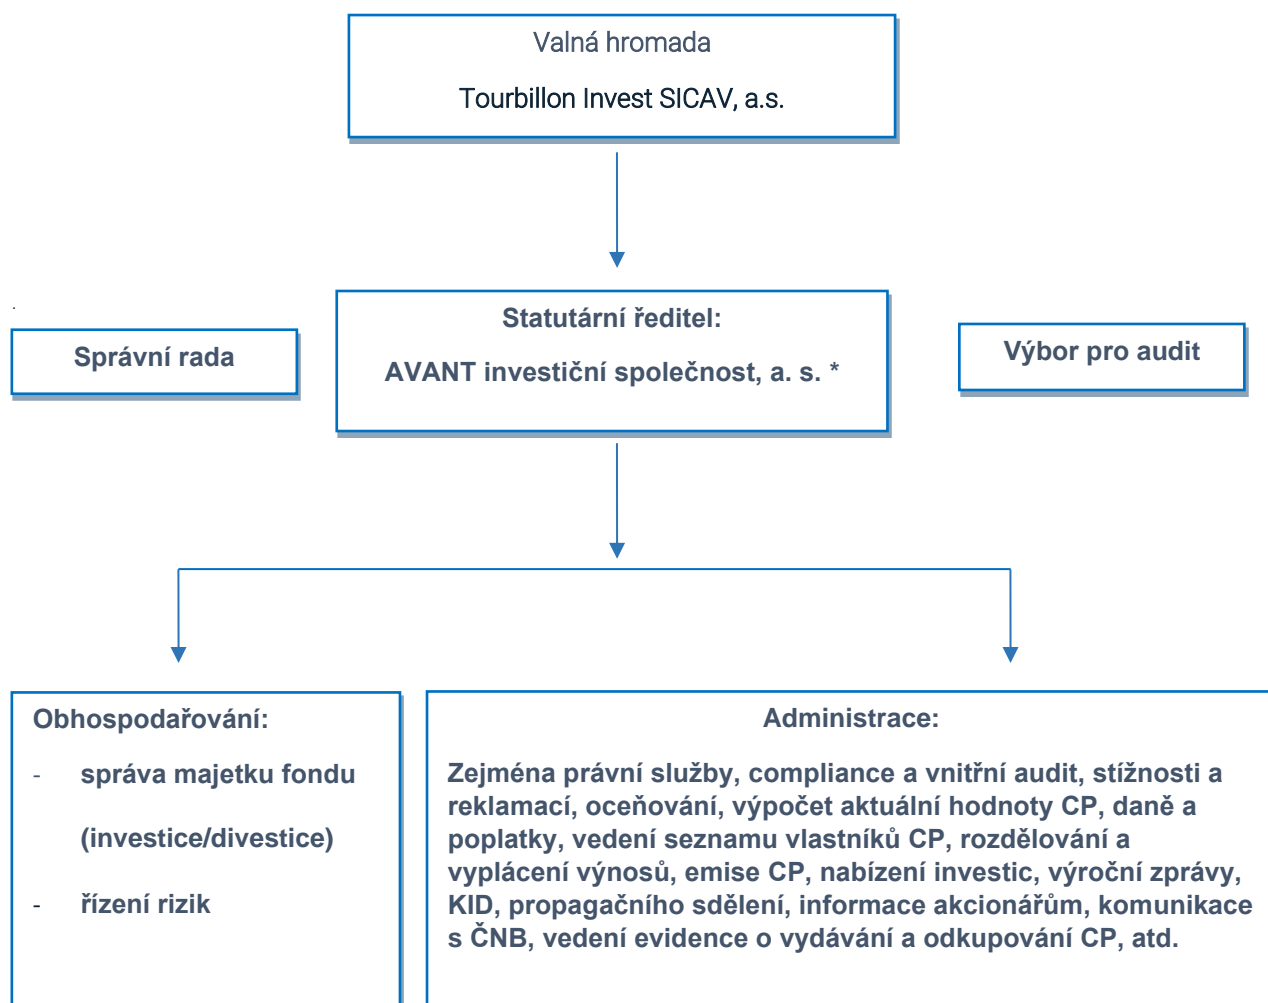 Valná hromada
Tourbillon Invest SICAV, a.s.
.
Správní rada
Statutární ředitel:
AVANT investiční společnost, a. s. *
Výbor pro audit
Obhospodařování:
- správa majetku fondu
(investice/divestice)
- řízení rizik
Administrace:
Zejména právní služby, compliance a vnitřní audit, stížnosti a
reklamací, oceňování, výpočet aktuální hodnoty CP, daně a
poplatky, vedení seznamu vlastníků CP, rozdělování a
vyplácení výnosů, emise CP, nabízení investic, výroční zprávy,
KID, propagačního sdělení, informace akcionářům, komunikace
s ČNB, vedení evidence o vydávání a odkupování CP, atd.